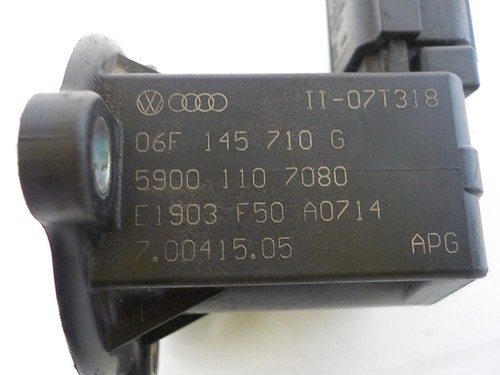 II-07T318
06F 145 710 G
5900 110 7080
E1903 F50 A0714
7.00415.05 APG